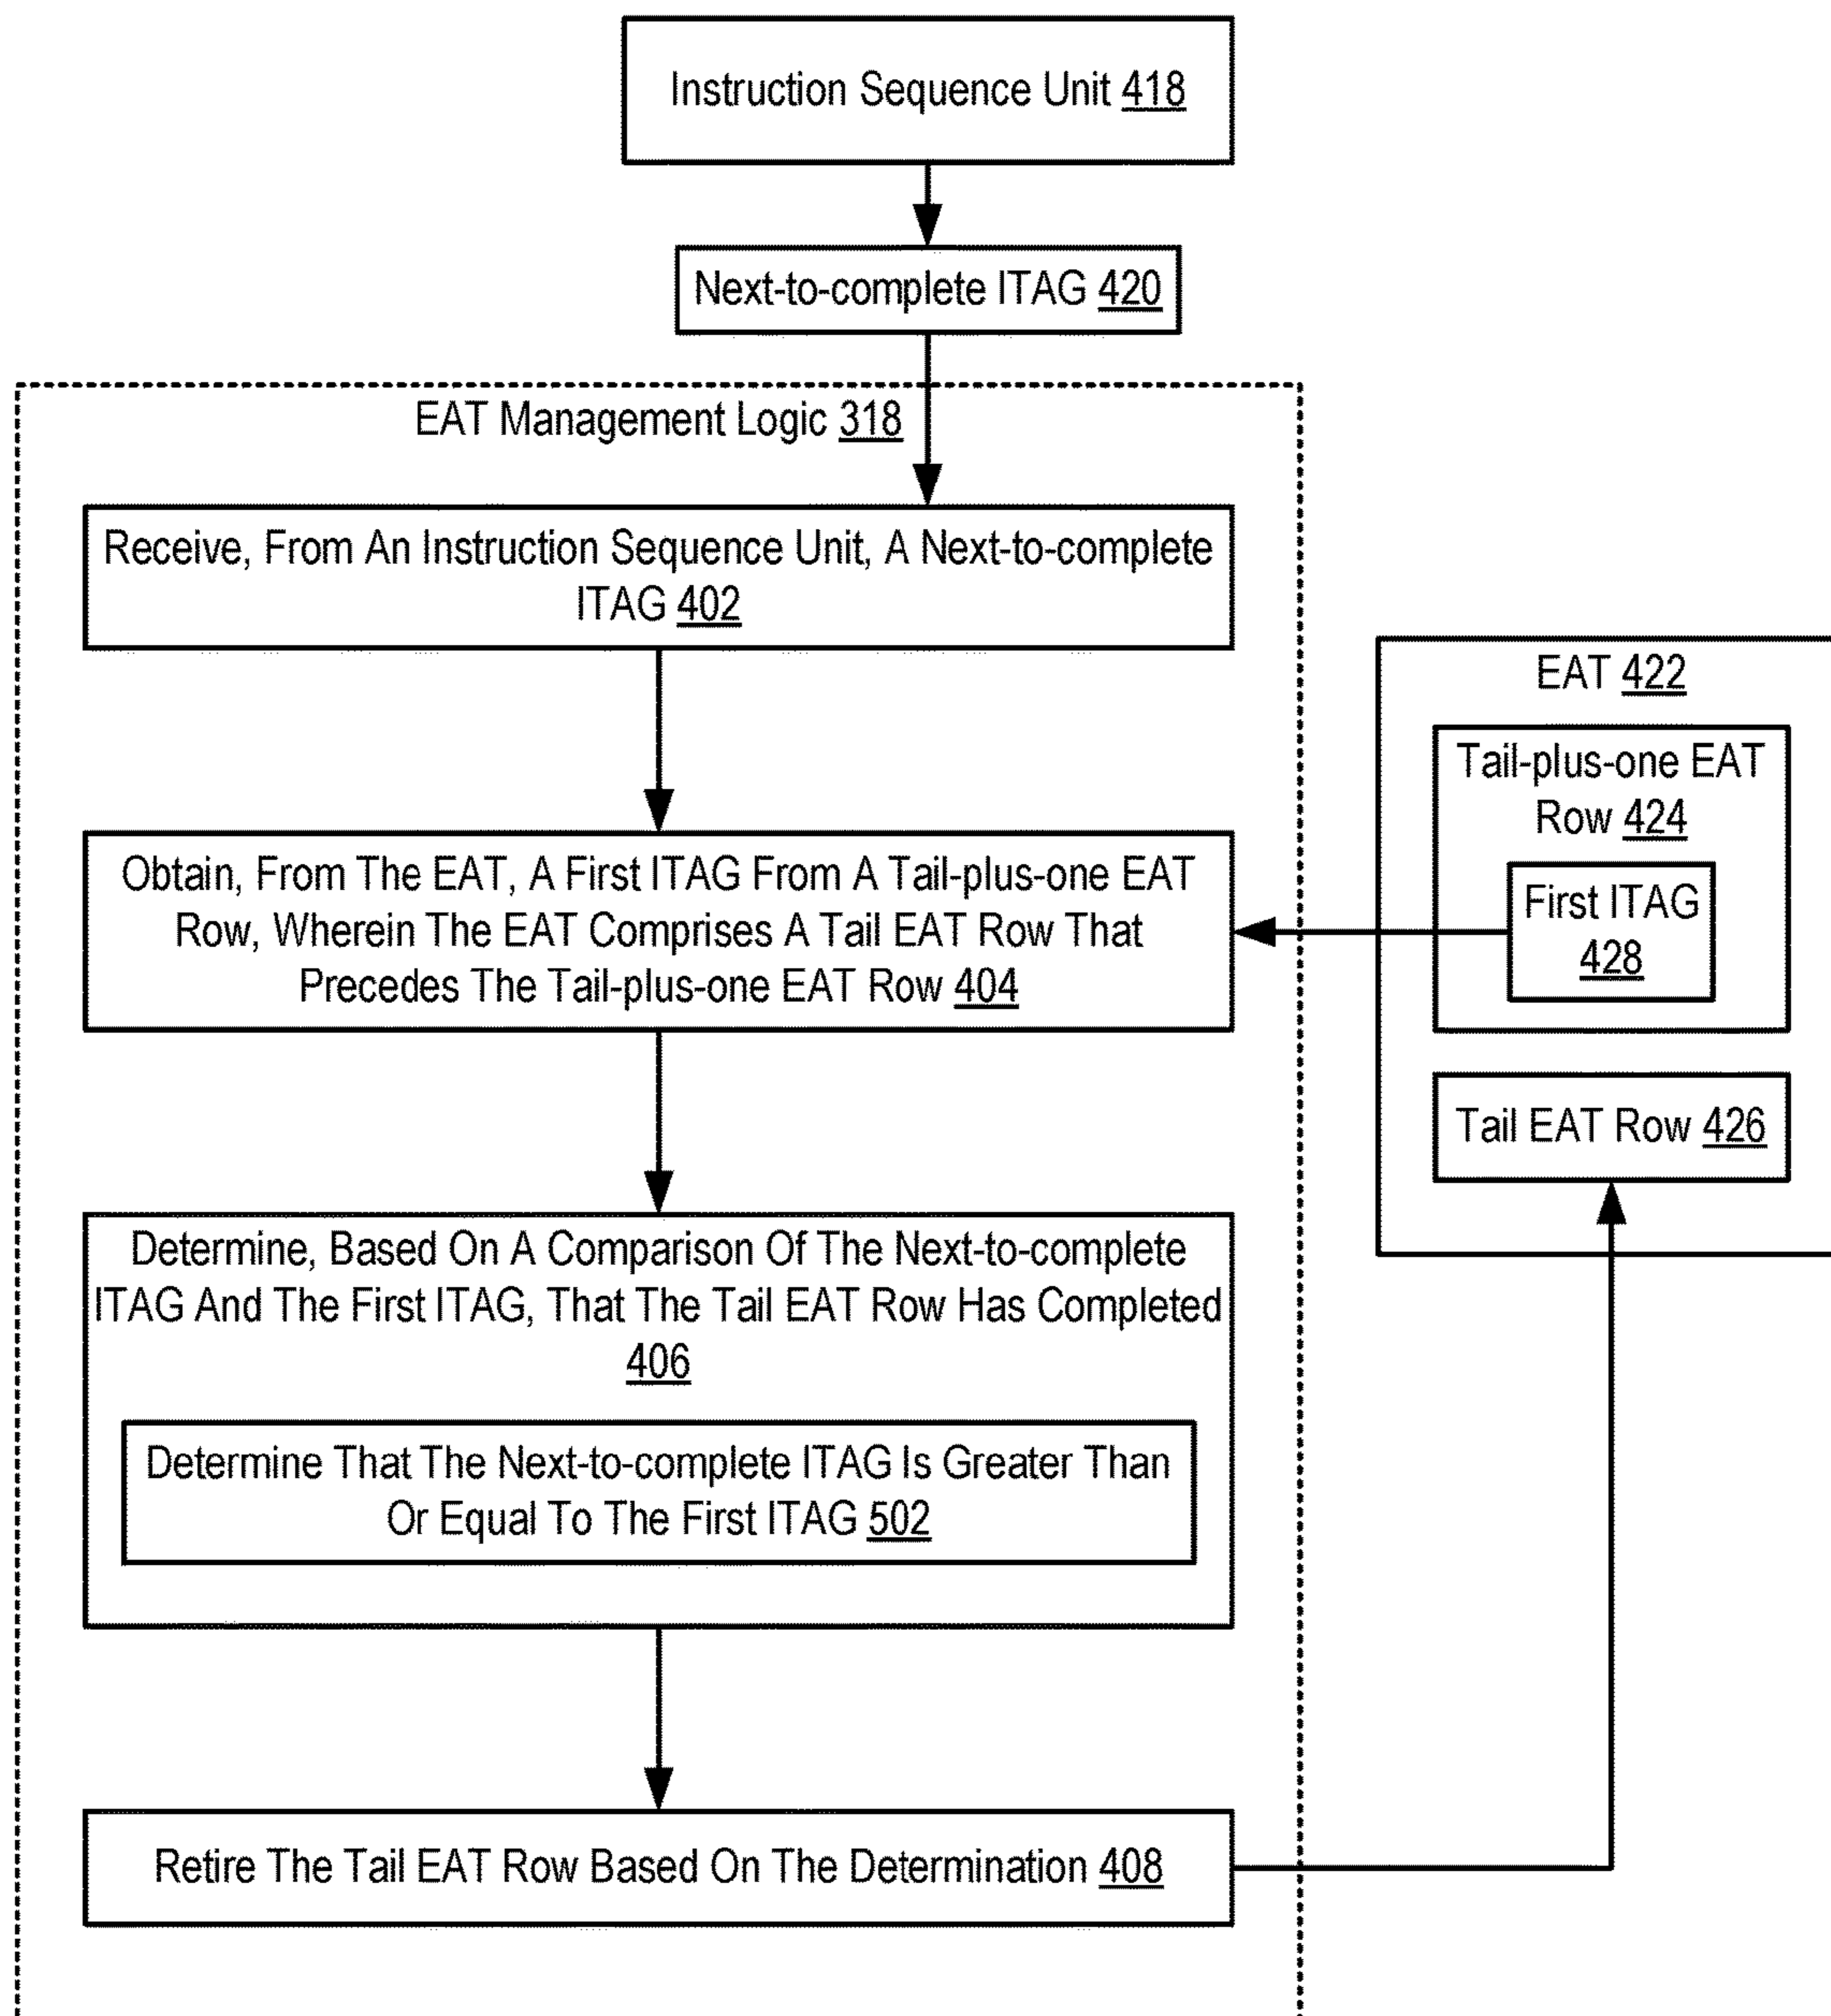 Instruction Sequence Unit 418
Next-to-complete ITAG 420
EAT Management Logic 318
Receive, From An Instruction Sequence Unit, A Next-to-complete
ITAG 402
Obtain, From The EAT, A First ITAG From A Tail-plus-one EAT
Row, Wherein The EAT Comprises A Tail EAT Row That
Precedes The Tail-plus-one EAT Row 404
Determine, Based On A Comparison Of The Next-to-complete
ITAG And The First ITAG, That The Tail EAT Row Has Completed
406
Determine That The Next-to-complete ITAG Is Greater Than
Or Equal To The First ITAG 502
Retire The Tail EAT Row Based On The Determination 408
EAT 422
Tail-plus-one EAT
Row 424
First ITAG
428
Tail EAT Row 426